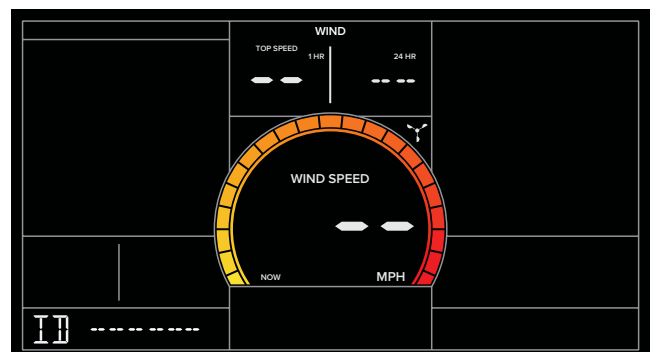 WIND
TOP SPEED
1 HR
24 HR
-- --
WIND SPEED
-- --
NOW
MPH
ID -- -- -- --